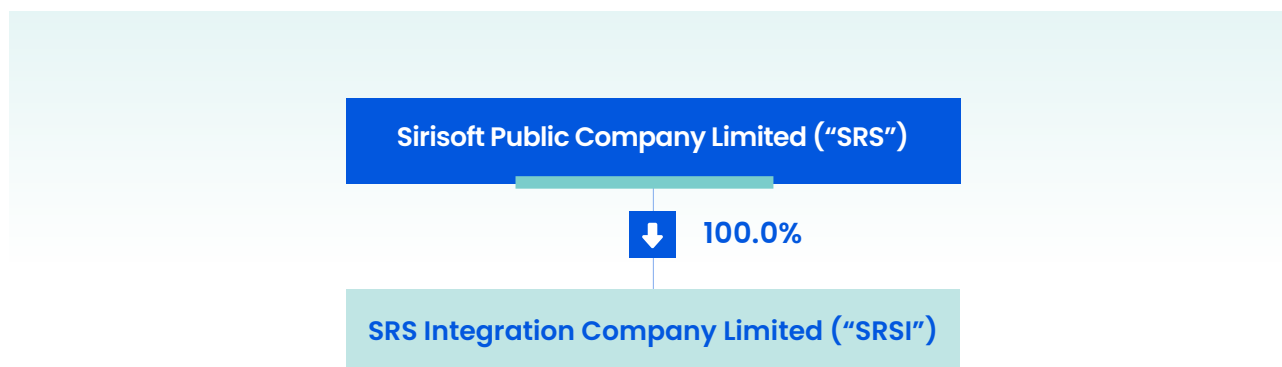 Sirisoft Public Company Limited (“SRS”)
100.0%
SRS Integration Company Limited (“SRSI”)